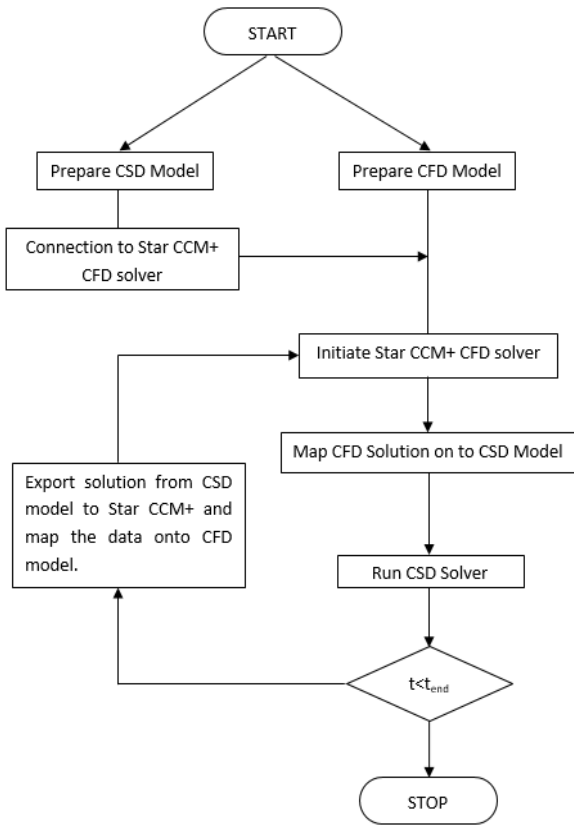 START
Prepare CSD Model
Prepare CFD Model
Connection to Star CCM+
CFD solver
Initiate Star CCM+ CFD solver
Map CFD Solution on to CSD Model
Export solution from CSD
model to Star CCM+ and
map the data onto CFD
model.
Run CSD Solver
t<t_end
STOP